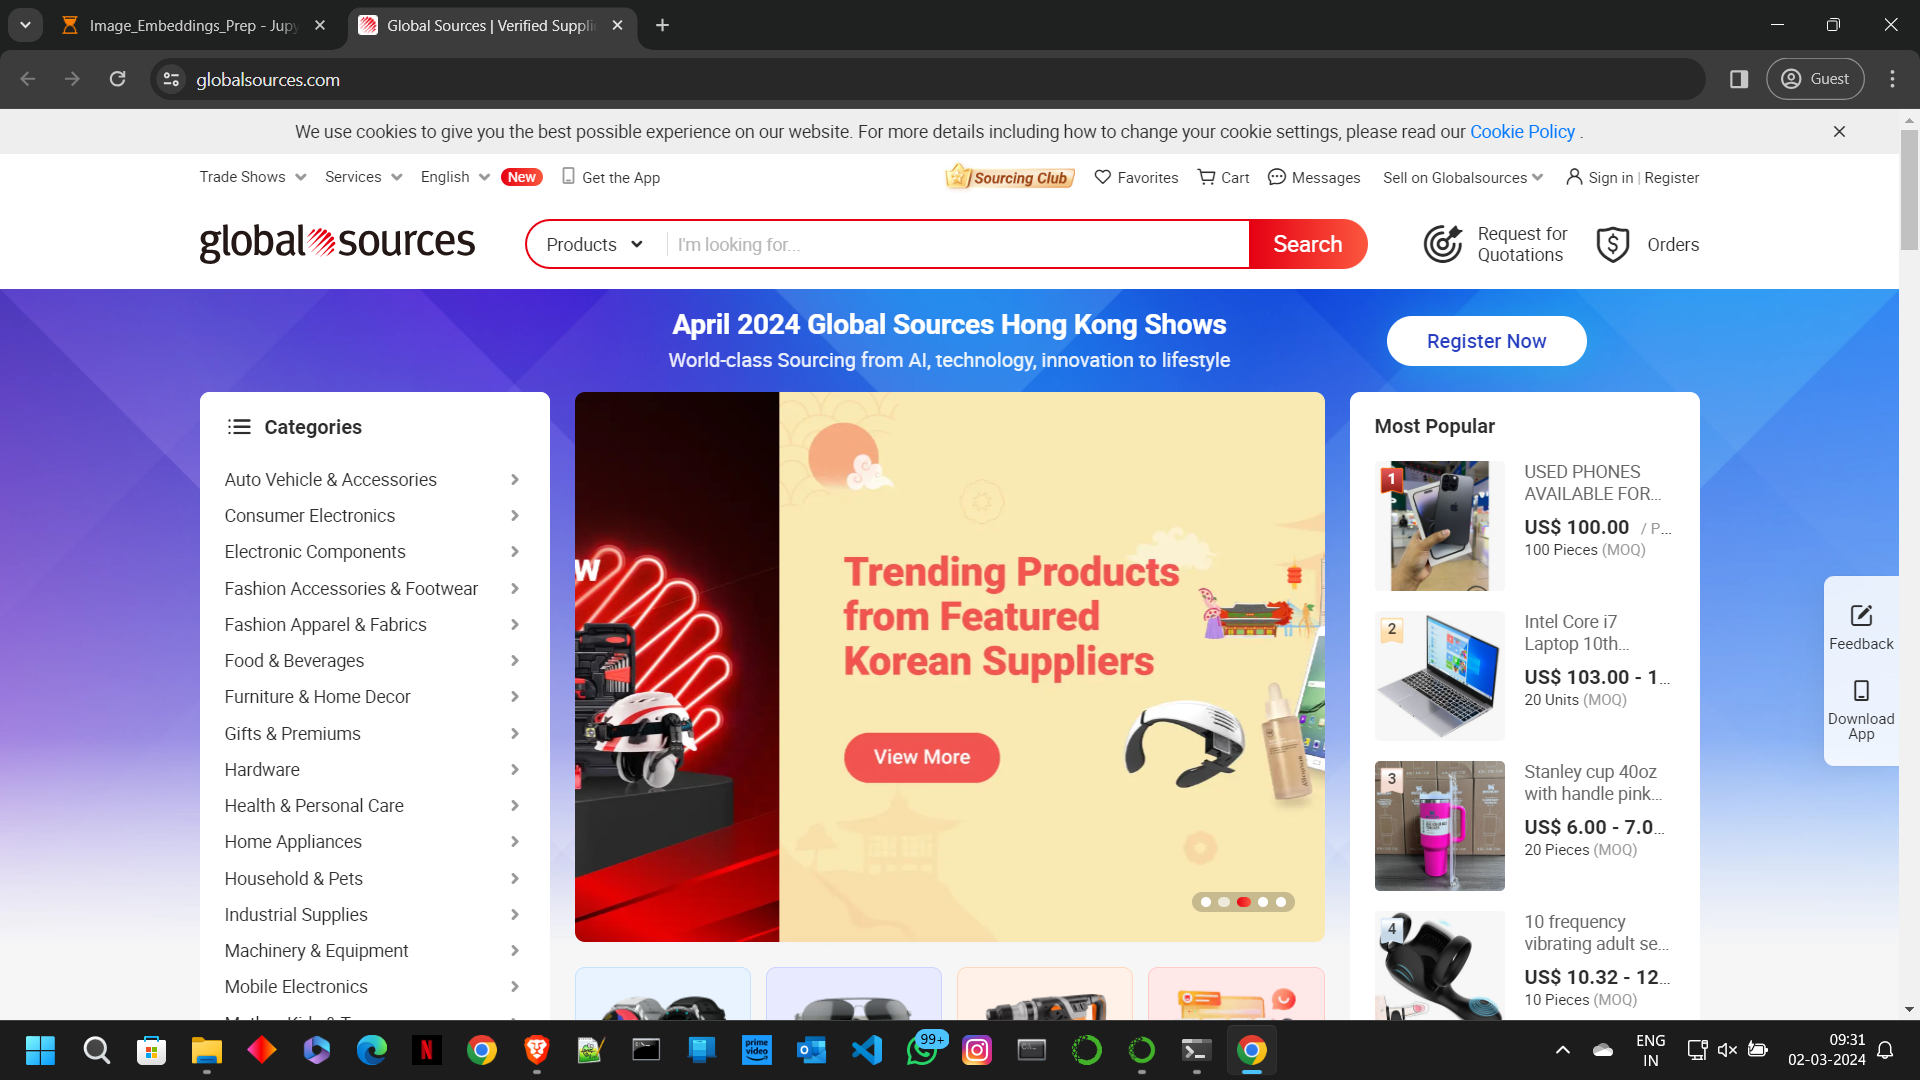 Image_Embeddings_Prep - Jupy
Global Sources | Verified Suppli
globalsources.com
Guest
We use cookies to give you the best possible experience on our website. For more details including how to change your cookie settings, please read our Cookie Policy .
Trade Shows
Services
English
New
Get the App
Sourcing Club
Favorites
Cart
Messages
Sell on Globalsources
Sign in | Register
global sources
Products
I'm looking for...
Search
Request for
Quotations
Orders
April 2024 Global Sources Hong Kong Shows
World-class Sourcing from AI, technology, innovation to lifestyle
Register Now
Categories
Auto Vehicle & Accessories
Consumer Electronics
Electronic Components
Fashion Accessories & Footwear
Fashion Apparel & Fabrics
Food & Beverages
Furniture & Home Decor
Gifts & Premiums
Hardware
Health & Personal Care
Home Appliances
Household & Pets
Industrial Supplies
Machinery & Equipment
Mobile Electronics
W
Trending Products
from Featured
Korean Suppliers
View More
Most Popular
1
USED PHONES
AVAILABLE FOR...
US$ 100.00 / P...
100 Pieces (MOQ)
2
Intel Core i7
Laptop 10th...
US$ 103.00 - 1...
20 Units (MOQ)
3
Stanley cup 40oz
with handle pink...
US$ 6.00 - 7.0...
20 Pieces (MOQ)
4
10 frequency
vibrating adult se...
US$ 10.32 - 12...
10 Pieces (MOQ)
Feedback
Download
App
prime
video
99+
ENG
IN
09:31
02-03-2024